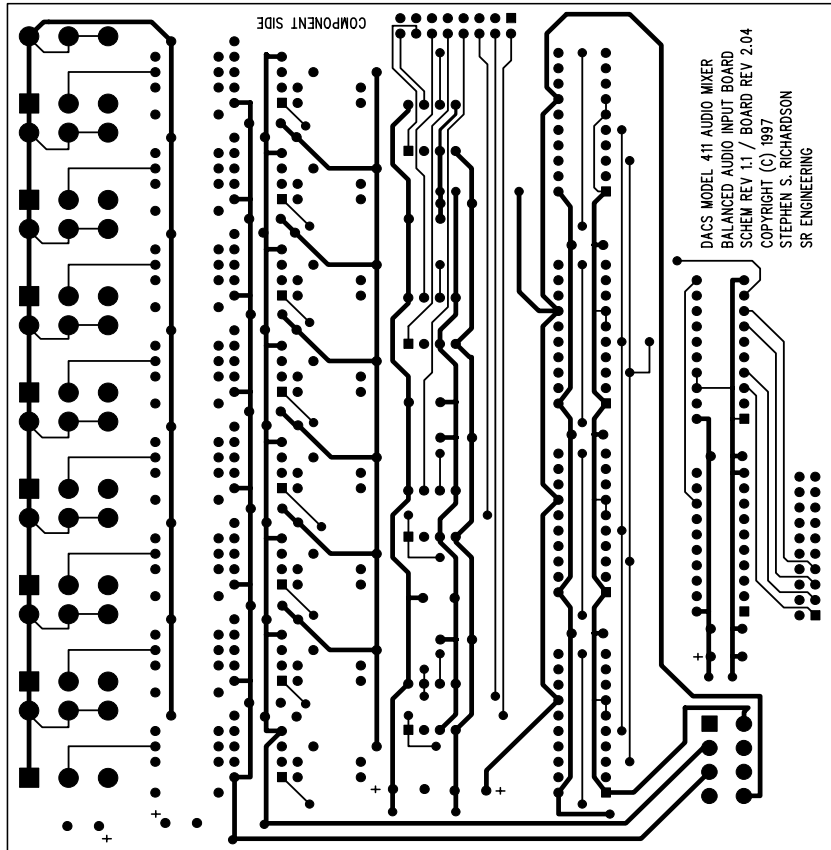 COMPONENT SIDE
DACS MODEL 411 AUDIO MIXER
BALANCED AUDIO INPUT BOARD
SCHEM REV 1.1 / BOARD REV 2.04
COPYRIGHT (C) 1997
STEPHEN S. RICHARDSON
SR ENGINEERING